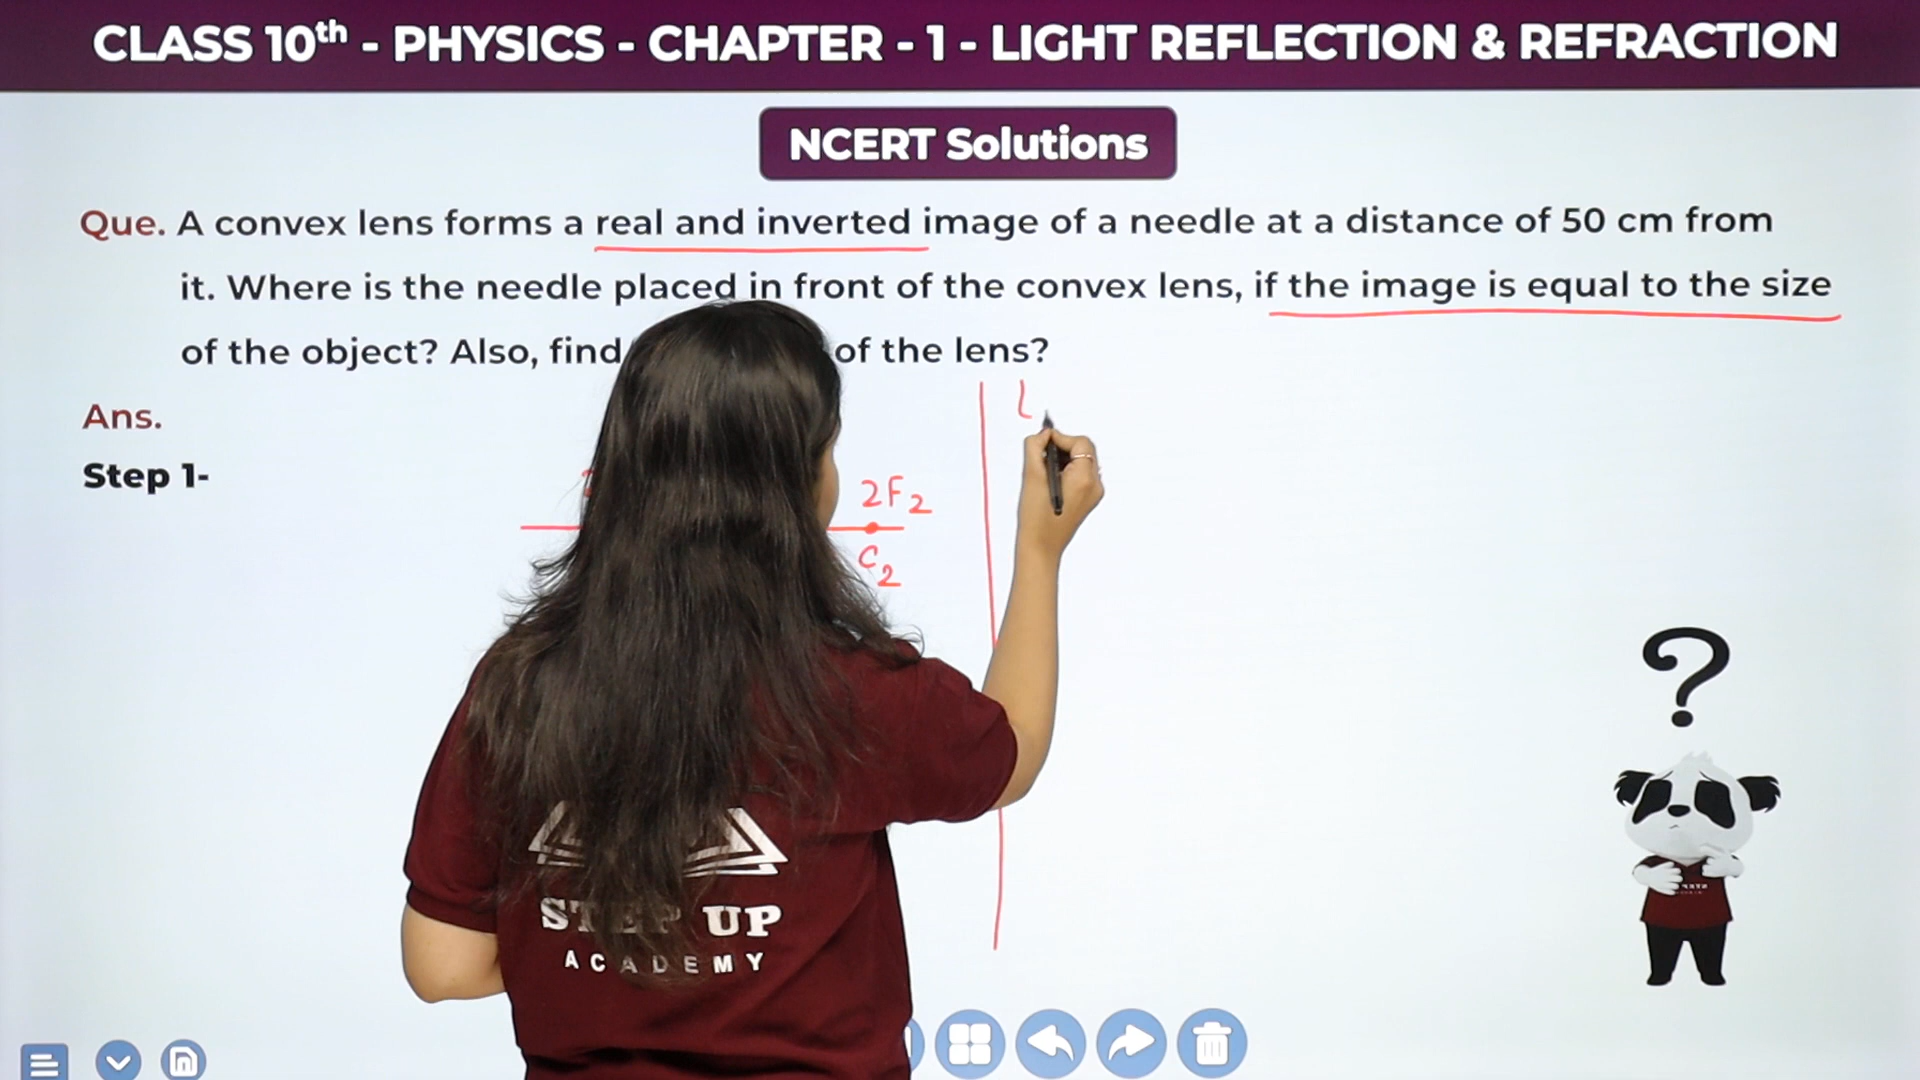 CLASS 10th - PHYSICS - CHAPTER - 1 - LIGHT REFLECTION & REFRACTION
NCERT Solutions
Que. A convex lens forms a real and inverted image of a needle at a distance of 50 cm from
it. Where is the needle placed in front of the convex lens, if the image is equal to the size
of the object? Also, find of the lens?
Ans.
Step 1-
2F2
C2
STEP UP
ACADEMY
?